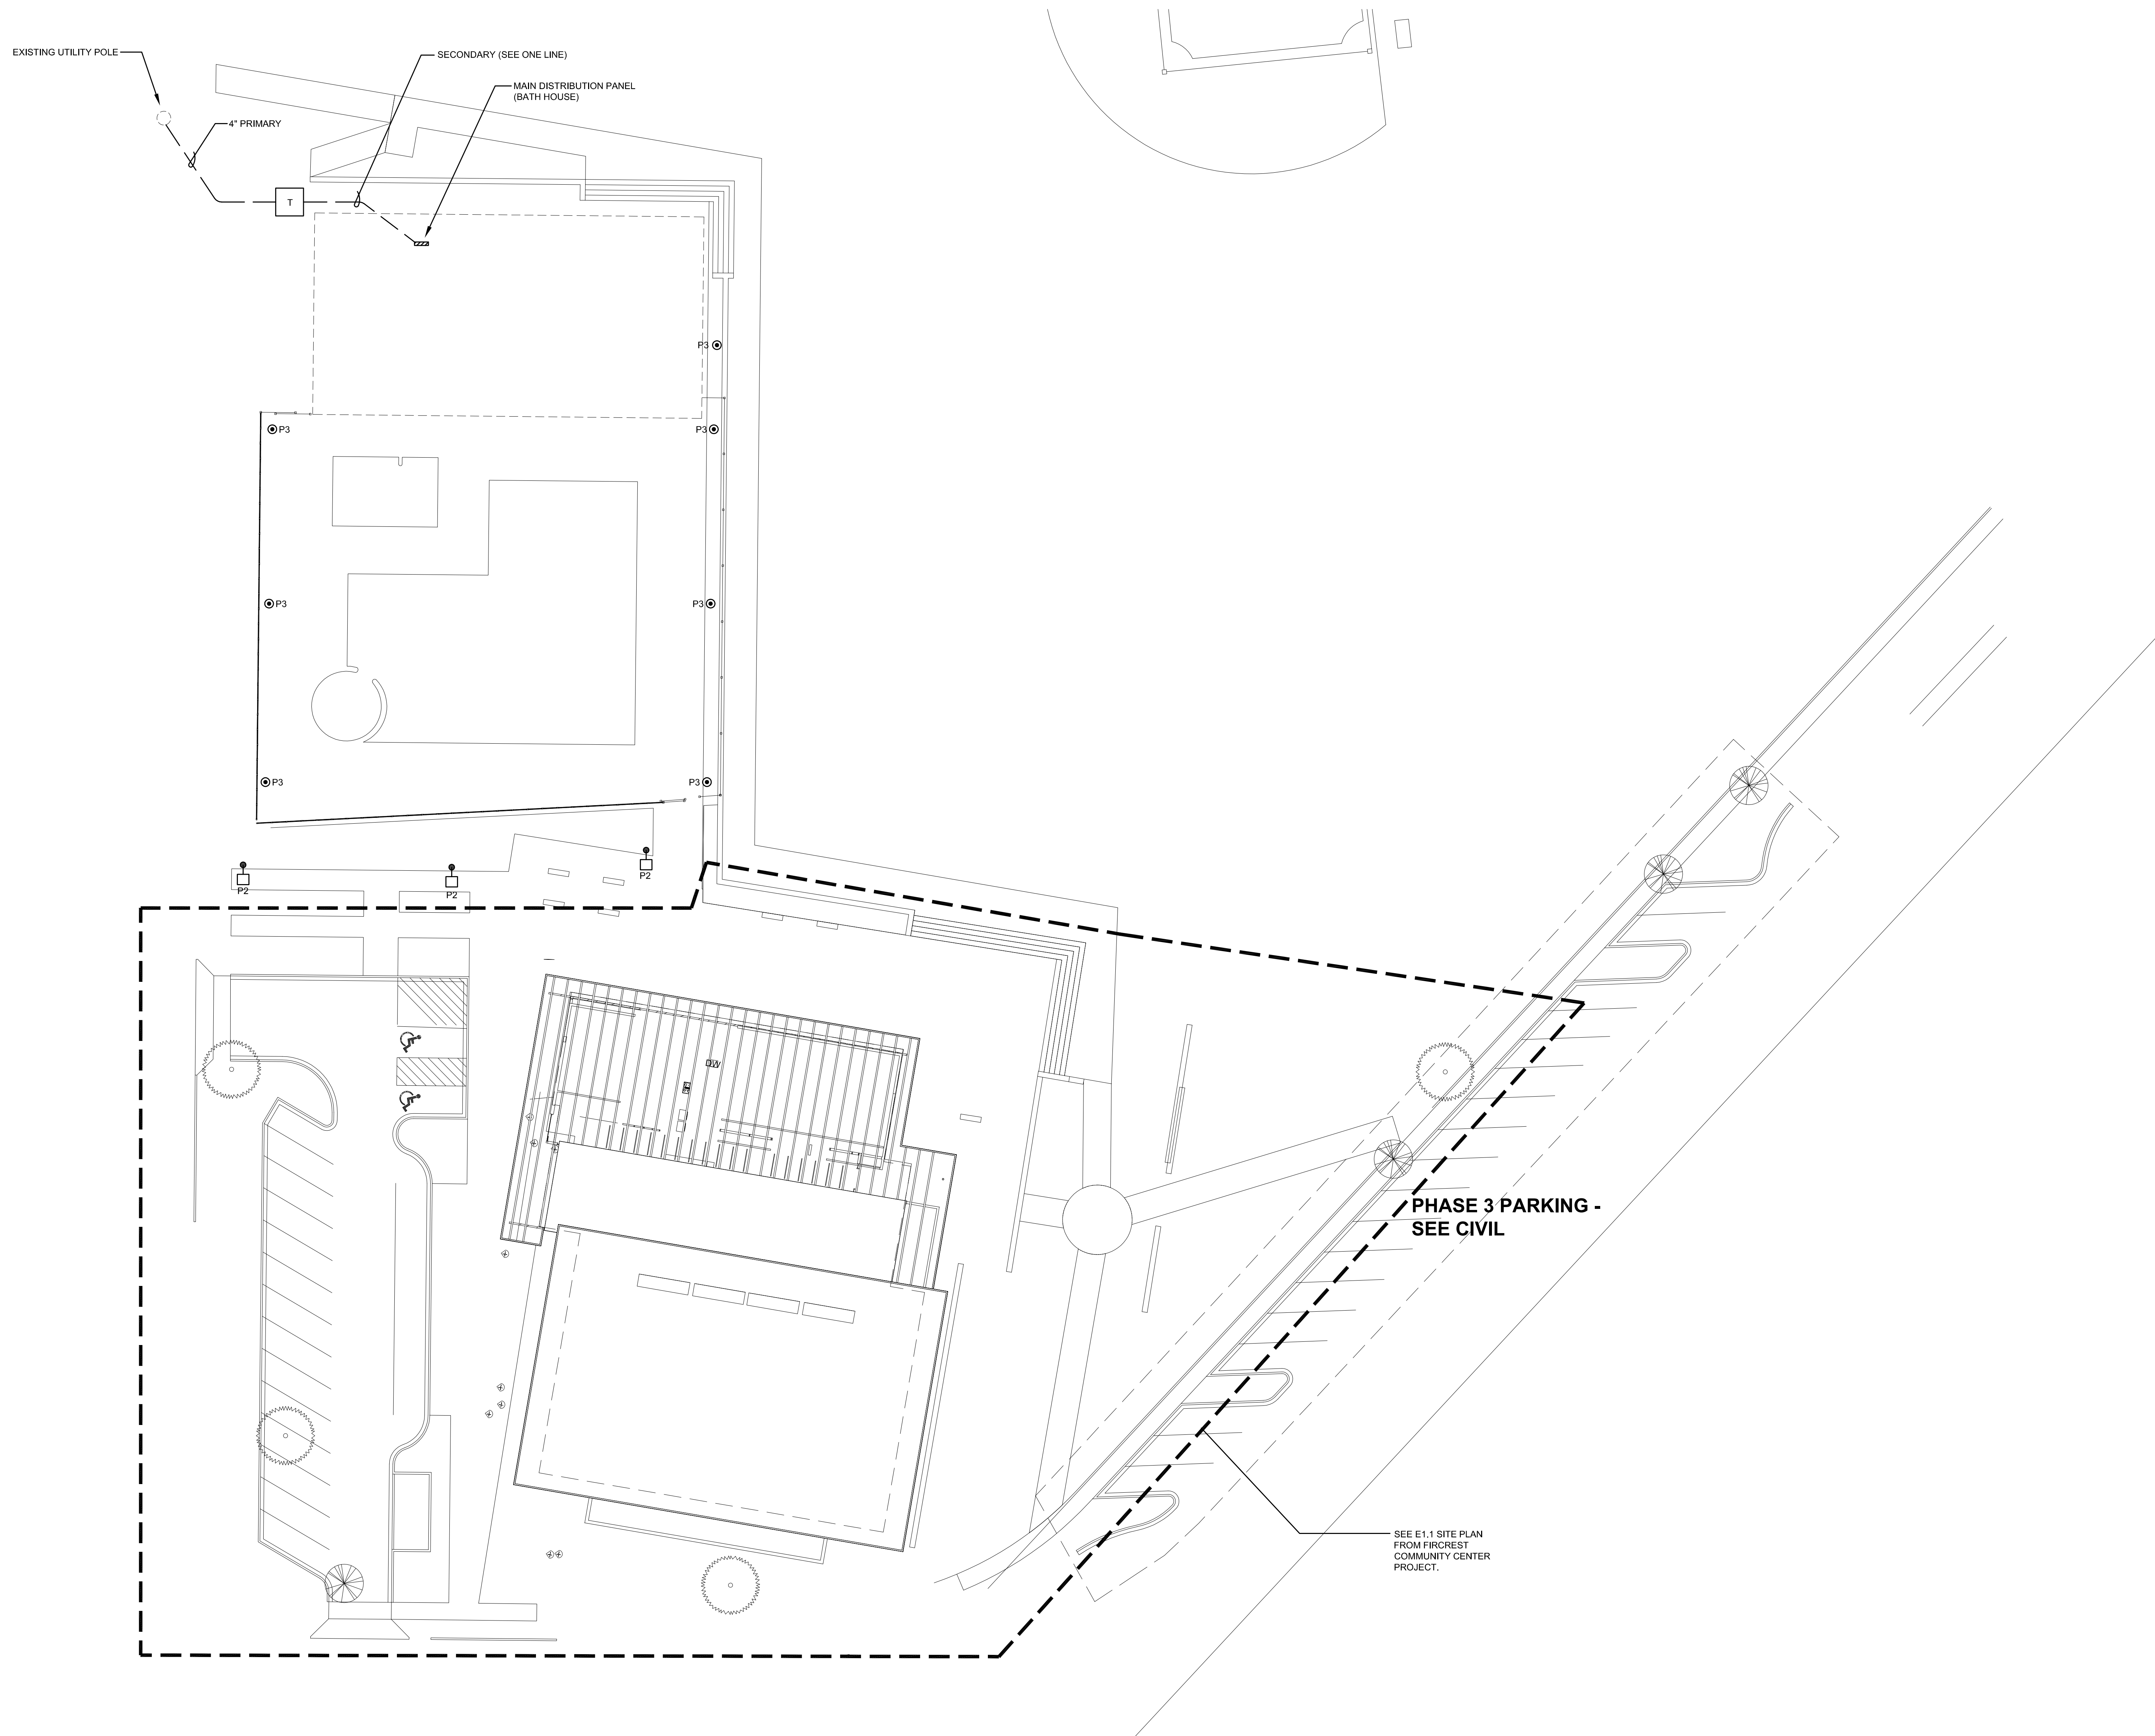 EXISTING UTILITY POLE
SECONDARY (SEE ONE LINE)
MAIN DISTRIBUTION PANEL
(BATH HOUSE)
4" PRIMARY
T
P3
P3
P3
P3
P3
P3
P3
P2
P2
P2
DW
PHASE 3 PARKING -
SEE CIVIL
SEE E1.1 SITE PLAN
FROM FIRCREST
COMMUNITY CENTER
PROJECT.